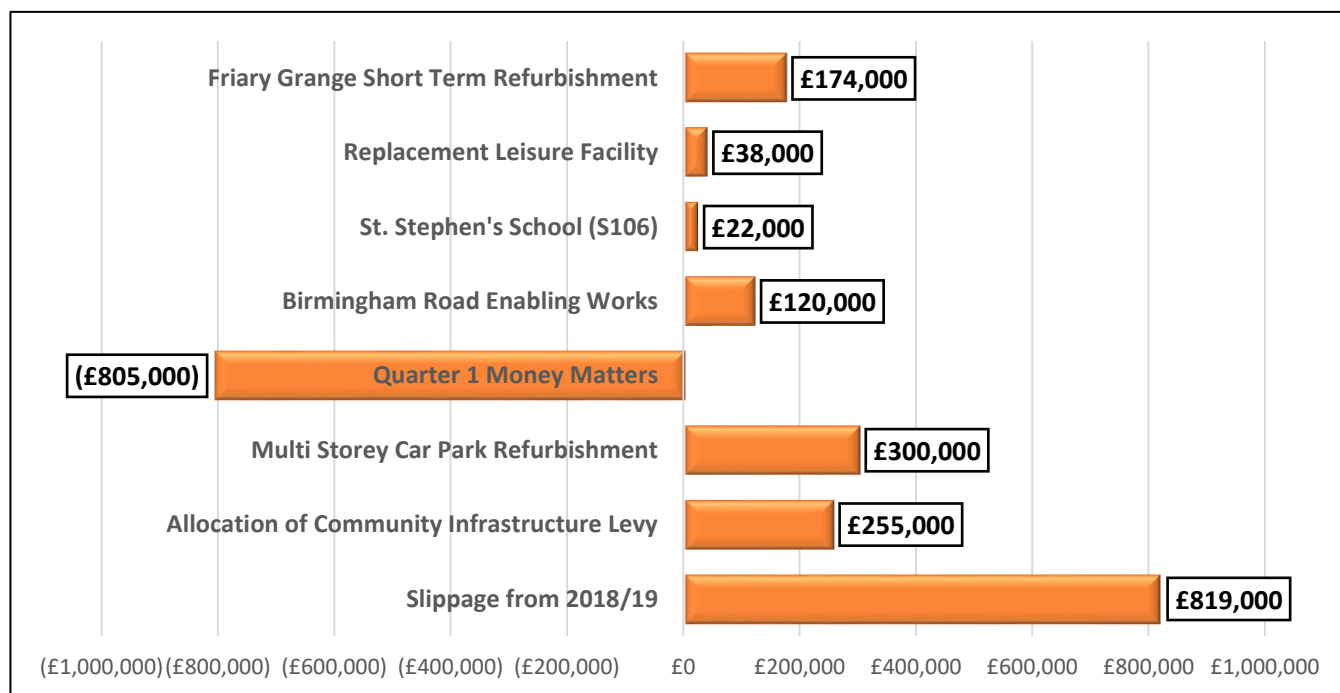 Friary Grange Short Term Refurbishment £174,000
Replacement Leisure Facility £38,000
St. Stephen's School (S106) £22,000
Birmingham Road Enabling Works £120,000
(£805,000) Quarter 1 Money Matters
Multi Storey Car Park Refurbishment £300,000
Allocation of Community Infrastructure Levy £255,000
Slippage from 2018/19 £819,000
(£1,000,000) (£800,000) (£600,000) (£400,000) (£200,000) £0 £200,000 £400,000 £600,000 £800,000 £1,000,000